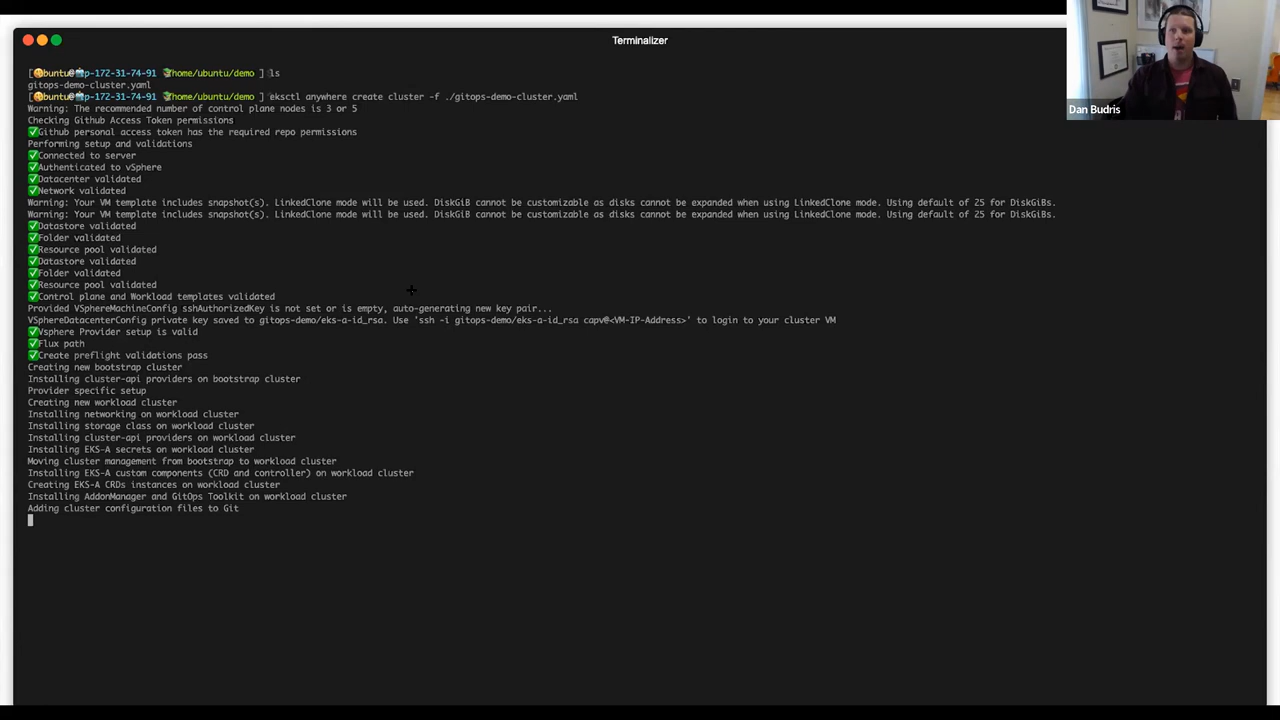 Terminalizer
Dan Budris
[🎨buntu@🤖p-172-31-74-91 /home/ubuntu/demo ] ls
gitops-demo-cluster.yaml
[🎨buntu@🤖p-172-31-74-91 /home/ubuntu/demo ] eksctl anywhere create cluster -f ./gitops-demo-cluster.yaml
Warning: The recommended number of control plane nodes is 3 or 5
Checking Github Access Token permissions
✅Github personal access token has the required repo permissions
Performing setup and validations
✅Connected to server
✅Authenticated to vSphere
✅Datacenter validated
✅Network validated
Warning: Your VM template includes snapshot(s). LinkedClone mode will be used. DiskGiB cannot be customizable as disks cannot be expanded when using LinkedClone mode. Using default of 25 for DiskGiBs.
Warning: Your VM template includes snapshot(s). LinkedClone mode will be used. DiskGiB cannot be customizable as disks cannot be expanded when using LinkedClone mode. Using default of 25 for DiskGiBs.
✅Datastore validated
✅Folder validated
✅Resource pool validated
✅Datastore validated
✅Folder validated
✅Resource pool validated
✅Control plane and Workload templates validated
Provided VSphereMachineConfig sshAuthorizedKey is not set or is empty, auto-generating new key pair...
VSphereDatacenterConfig private key saved to gitops-demo/eks-a-id_rsa. Use 'ssh -i gitops-demo/eks-a-id_rsa capv@<VM-IP-Address>' to login to your cluster VM
✅Vsphere Provider setup is valid
✅Flux path
✅Create preflight validations pass
Creating new bootstrap cluster
Installing cluster-api providers on bootstrap cluster
Provider specific setup
Creating new workload cluster
Installing networking on workload cluster
Installing storage class on workload cluster
Installing cluster-api providers on workload cluster
Installing EKS-A secrets on workload cluster
Moving cluster management from bootstrap to workload cluster
Installing EKS-A custom components (CRD and controller) on workload cluster
Creating EKS-A CRDs instances on workload cluster
Installing AddonManager and GitOps Toolkit on workload cluster
Adding cluster configuration files to Git